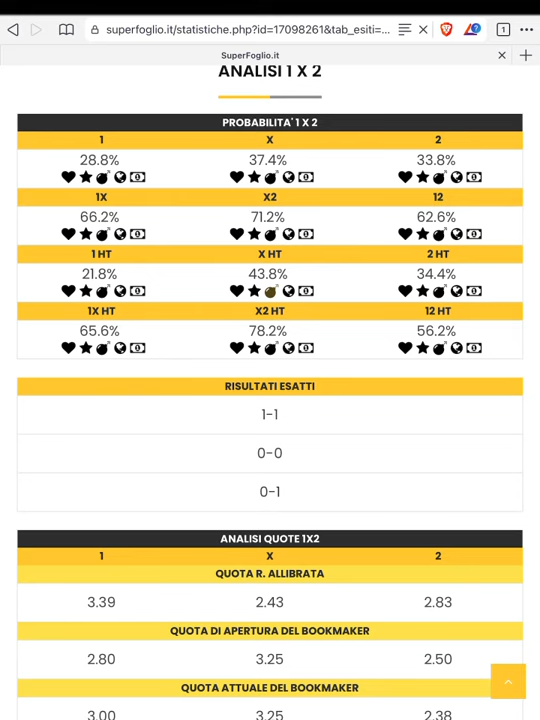 superfoglio.it/statistiche.php?id=17098261&tab_esiti=...
1
SuperFoglio.it
ANALISI 1 X 2
PROBABILITA' 1 X 2
1 X 2
28.8% 37.4% 33.8%
1X X2 12
66.2% 71.2% 62.6%
1 HT X HT 2 HT
21.8% 43.8% 34.4%
1X HT X2 HT 12 HT
65.6% 78.2% 56.2%
RISULTATI ESATTI
1-1
0-0
0-1
ANALISI QUOTE 1X2
1 X 2
QUOTA R. ALLIBRATA
3.39 2.43 2.83
QUOTA DI APERTURA DEL BOOKMAKER
2.80 3.25 2.50
QUOTA ATTUALE DEL BOOKMAKER
3.00 3.25 2.38